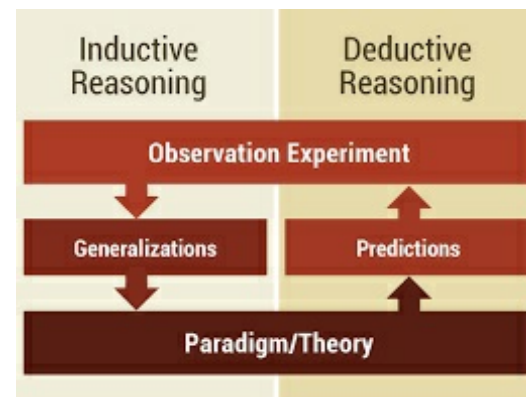 Inductive
Reasoning
Deductive
Reasoning
Observation Experiment
Generalizations
Predictions
Paradigm/Theory